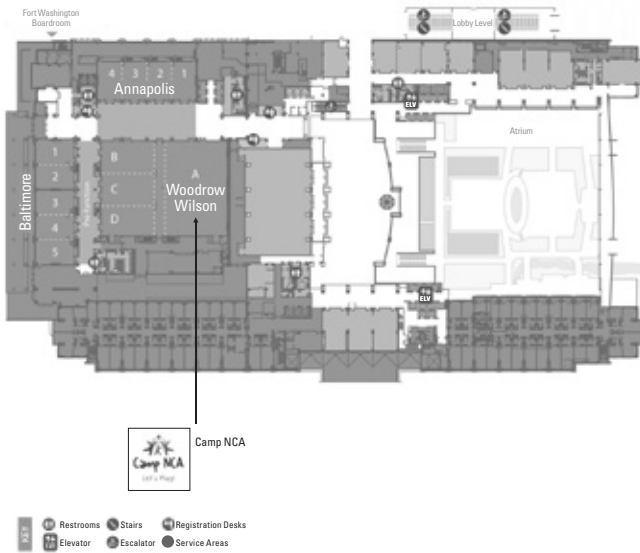 Fort Washington
Boardroom
Lobby Level
4 3 2 1
Annapolis
ELV
Atrium
Baltimore
1
2
3
4
5
B
C
D
A
Woodrow
Wilson
ELV
Camp NCA
Let's Play!
Camp NCA
KEY
Restrooms
Stairs
Registration Desks
Elevator
Escalator
Service Areas